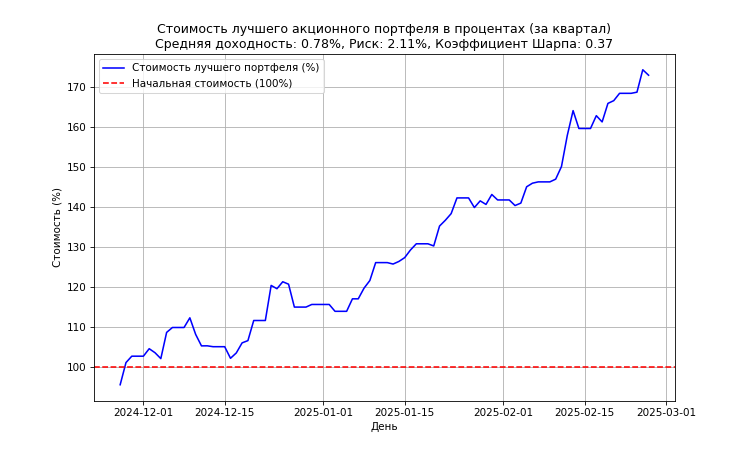 Стоимость лучшего акционного портфеля в процентах (за квартал)
Средняя доходность: 0.78%, Риск: 2.11%, Коэффициент Шарпа: 0.37
Стоимость лучшего портфеля (%)
Начальная стоимость (100%)
Стоимость (%)
170
160
150
140
130
120
110
100
2024-12-01
2024-12-15
2025-01-01
2025-01-15
2025-02-01
2025-02-15
2025-03-01
День